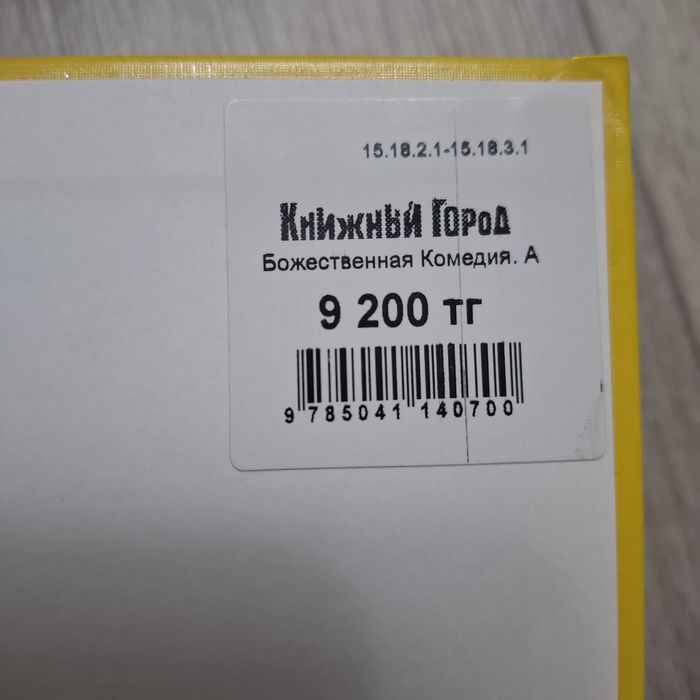 15.18.2.1-15.18.3.1
Книжный Город
Божественная Комедия. А
9 200 тг
9 785041 140700